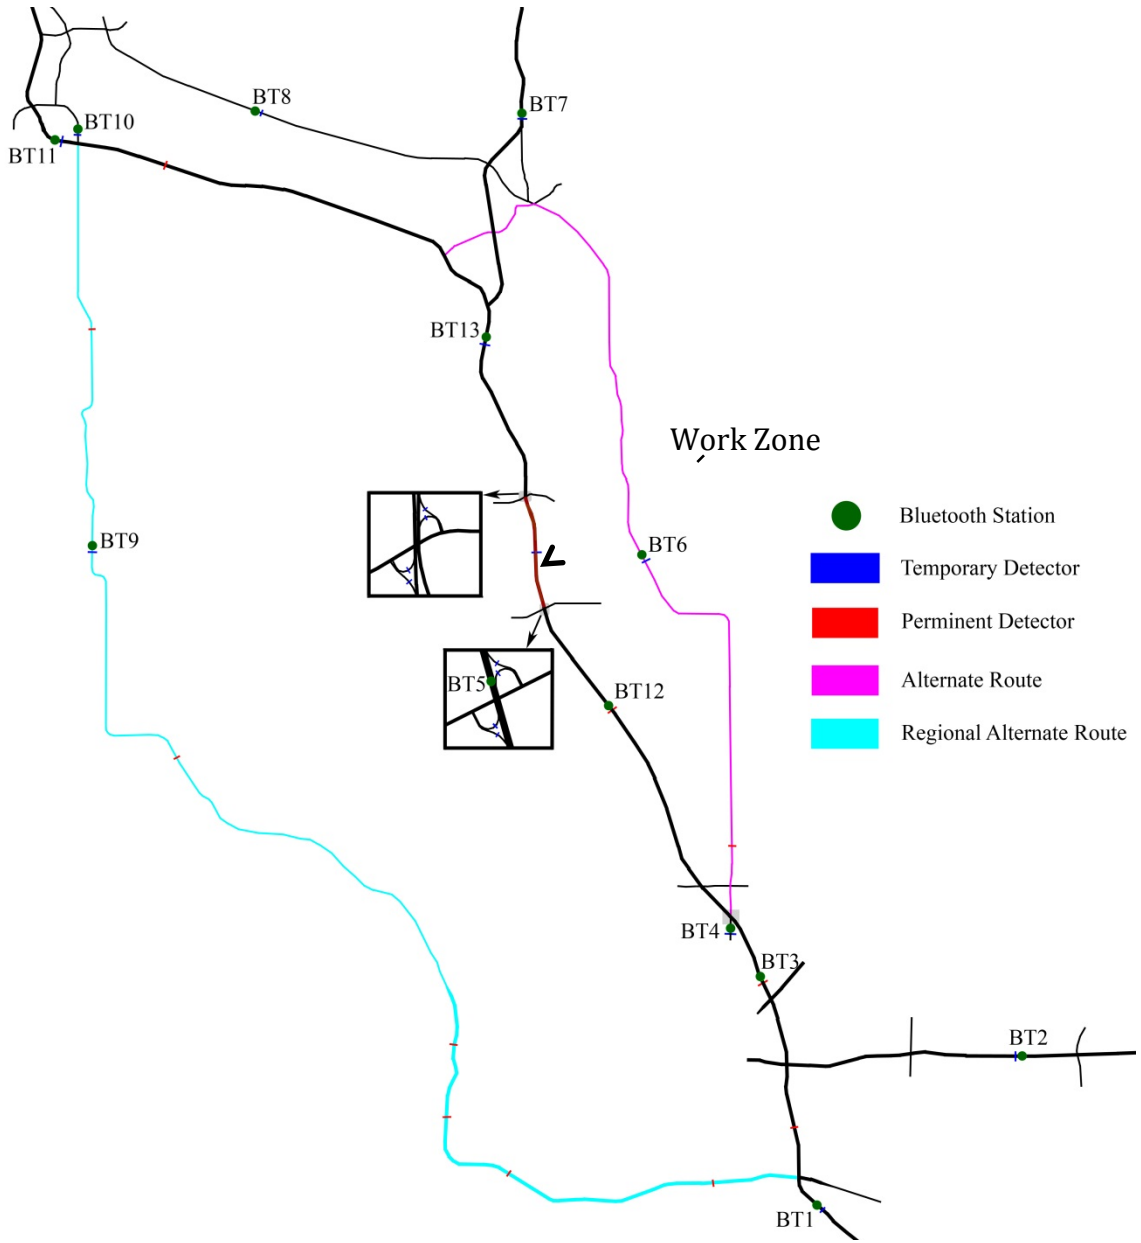 BT8
BT7
BT10
BT11
BT13
Work Zone
Bluetooth Station
BT9
BT6
Temporary Detector
Perminent Detector
BT5
BT12
Alternate Route
Regional Alternate Route
BT4
BT3
BT2
BT1